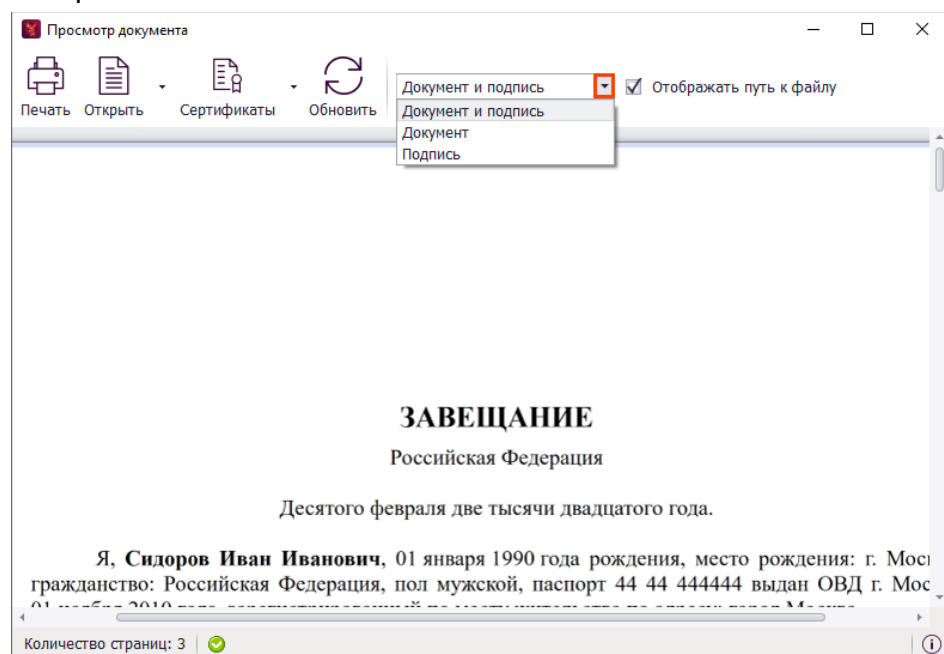 Просмотр документа
Печать Открыть Сертификаты Обновить Документ и подпись Отображать путь к файлу
Документ и подпись
Документ
Подпись
ЗАВЕЩАНИЕ
Российская Федерация
Десятого февраля две тысячи двадцатого года.
Я, Сидоров Иван Иванович, 01 января 1990 года рождения, место рождения: г.
гражданство: Российская Федерация, пол мужской, паспорт 44 44 444444 выдан ОВД г.
Количество страниц: 3